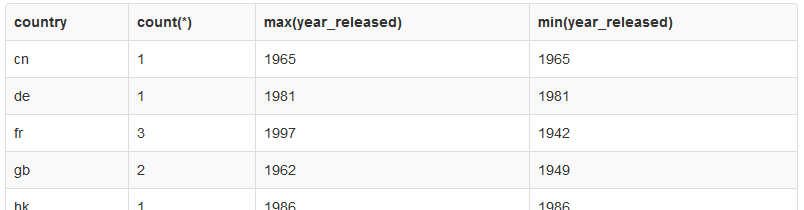 country count(*) max(year_released) min(year_released)
cn 1 1965 1965
de 1 1981 1981
fr 3 1997 1942
gb 2 1962 1949
hk 1 1986 1986